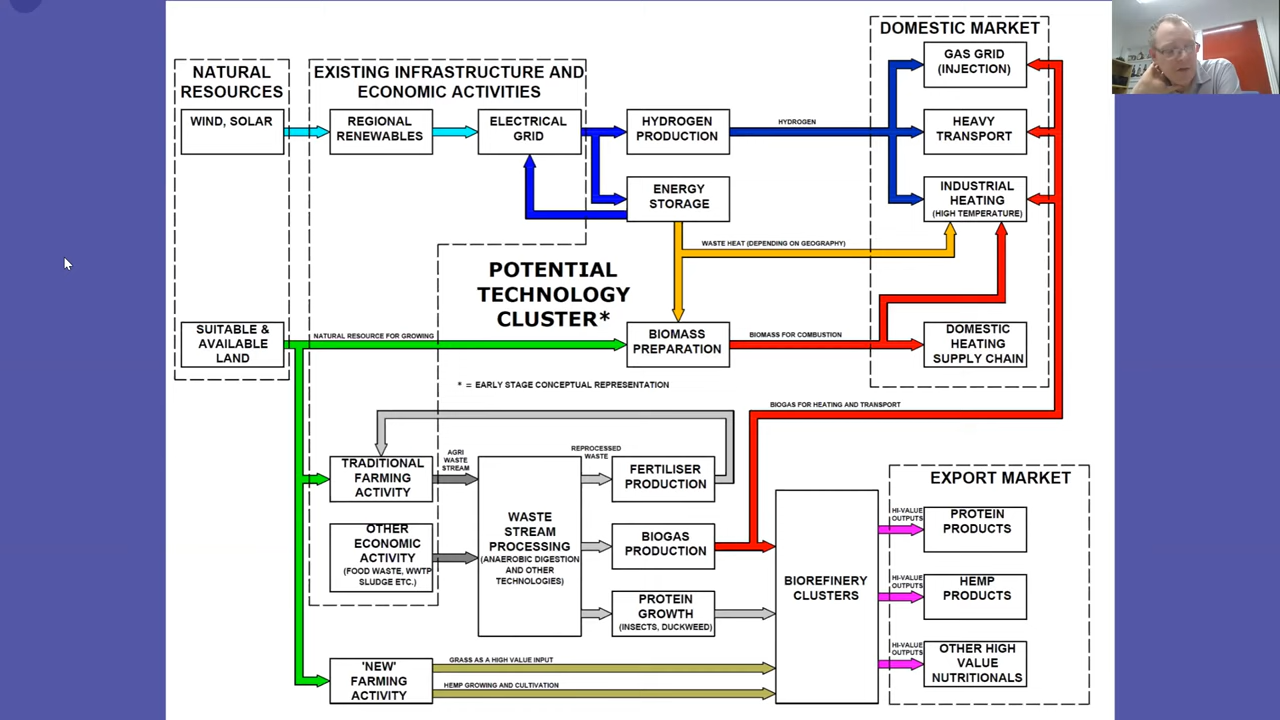 DOMESTIC MARKET
GAS GRID
(INJECTION)
NATURAL
RESOURCES
EXISTING INFRASTRUCTURE AND
ECONOMIC ACTIVITIES
WIND, SOLAR
REGIONAL
RENEWABLES
ELECTRICAL
GRID
HYDROGEN
PRODUCTION
HYDROGEN
HEAVY
TRANSPORT
ENERGY
STORAGE
INDUSTRIAL
HEATING
(HIGH TEMPERATURE)
WASTE HEAT (DEPENDING ON GEOGRAPHY)
POTENTIAL
TECHNOLOGY
CLUSTER*
SUITABLE &
AVAILABLE
LAND
NATURAL RESOURCE FOR GROWING
BIOMASS
PREPARATION
BIOMASS FOR COMBUSTION
DOMESTIC
HEATING
SUPPLY CHAIN
* = EARLY STAGE CONCEPTUAL REPRESENTATION
BIOGAS FOR HEATING AND TRANSPORT
TRADITIONAL
FARMING
ACTIVITY
AGRI
WASTE
STREAM
REPROCESSED
WASTE
FERTILISER
PRODUCTION
EXPORT MARKET
OTHER
ECONOMIC
ACTIVITY
(FOOD WASTE, WWTP
SLUDGE ETC.)
WASTE
STREAM
PROCESSING
(ANAEROBIC DIGESTION
AND OTHER
TECHNOLOGIES)
BIOGAS
PRODUCTION
PROTEIN
GROWTH
(INSECTS, DUCKWEED)
BIOREFINERY
CLUSTERS
HI-VALUE
OUTPUTS
PROTEIN
PRODUCTS
HI-VALUE
OUTPUTS
HEMP
PRODUCTS
HI-VALUE
OUTPUTS
OTHER HIGH
VALUE
NUTRITIONALS
'NEW'
FARMING
ACTIVITY
GRASS AS A HIGH VALUE INPUT
HEMP GROWING AND CULTIVATION